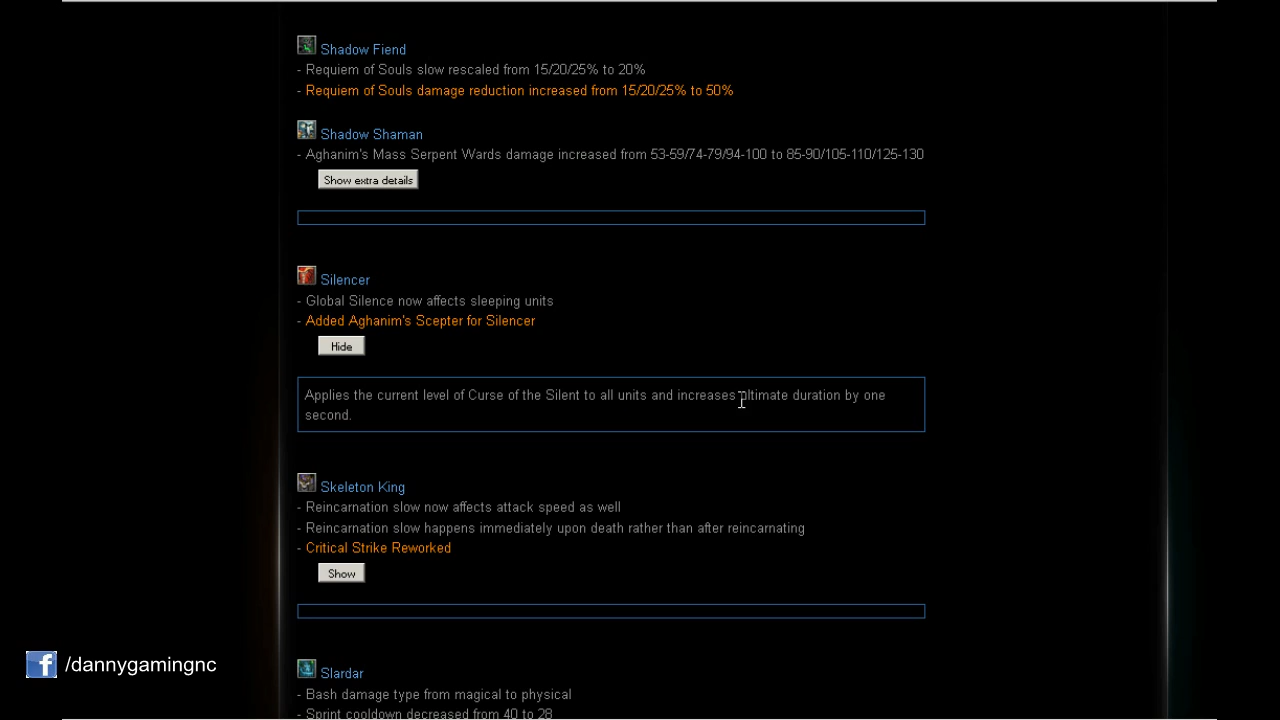 Shadow Fiend
- Requiem of Souls slow rescaled from 15/20/25% to 20%
- Requiem of Souls damage reduction increased from 15/20/25% to 50%
Shadow Shaman
- Aghanim's Mass Serpent Wards damage increased from 53-59/74-79/94-100 to 85-90/105-110/125-130
Show extra details
Silencer
- Global Silence now affects sleeping units
- Added Aghanim's Scepter for Silencer
Hide
Applies the current level of Curse of the Silent to all units and increases ultimate duration by one
second.
Skeleton King
- Reincarnation slow now affects attack speed as well
- Reincarnation slow happens immediately upon death rather than after reincarnating
- Critical Strike Reworked
Show
Slardar
- Bash damage type from magical to physical
- Sprint cooldown decreased from 40 to 28
f /dannygamingnc